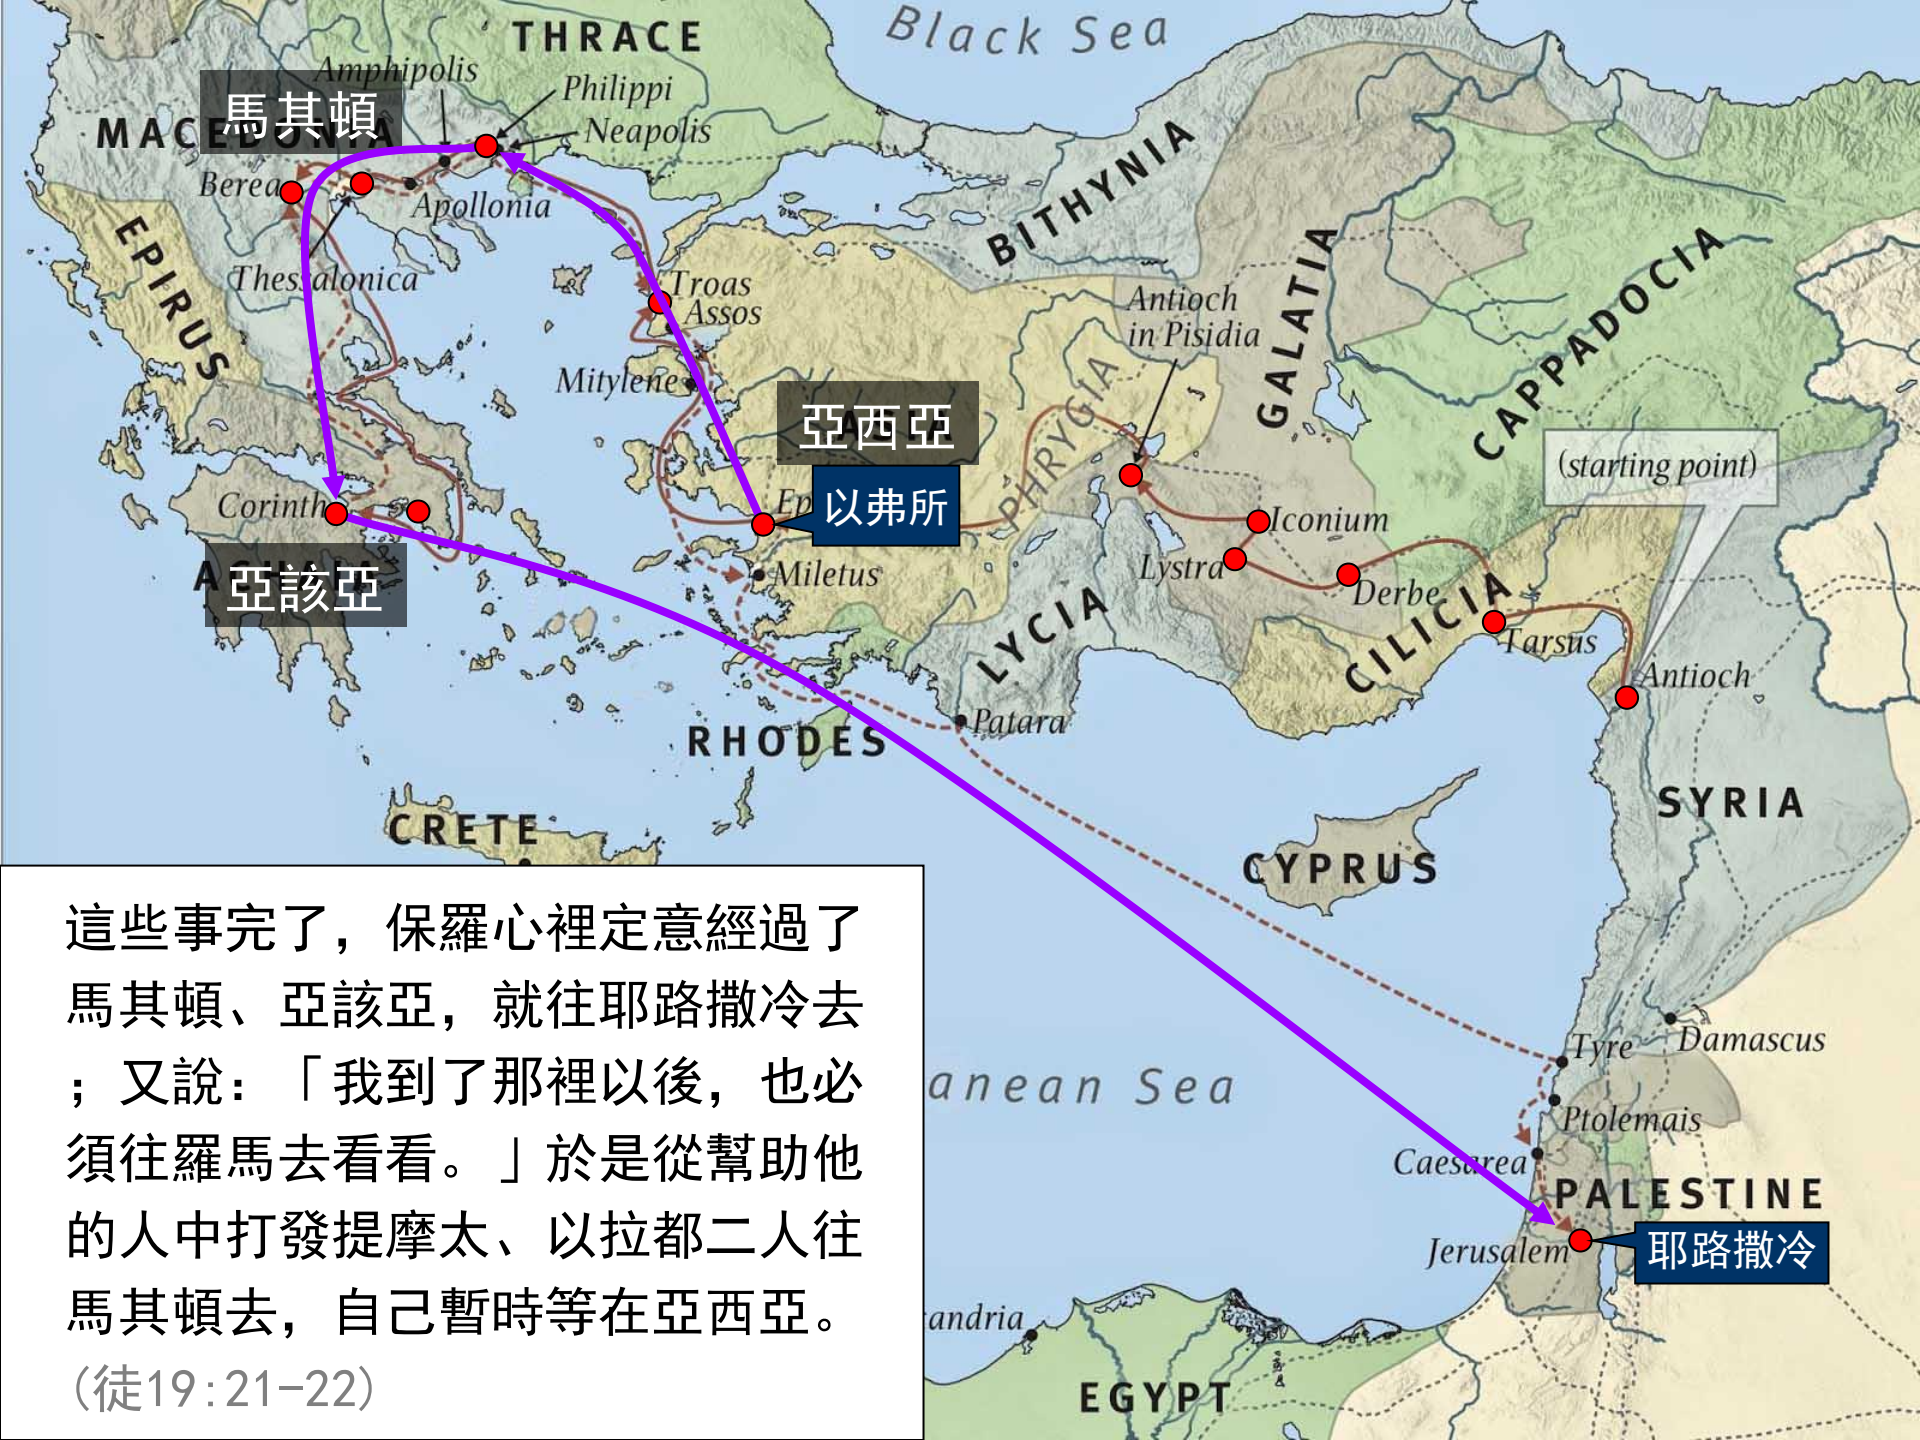 Black Sea
THRACE
Amphipolis
Philippi
馬其頓
MACEDONIA
Neapolis
Berea
Apollonia
BITHYNIA
EPIRUS
Thessalonica
Troas
Assos
Antioch
in Pisidia
GALATIA
CAPPADOCIA
Mitylene
亞西亞
PHRYGIA
(starting point)
Corinth
Ep
以弗所
Iconium
Lystra
Derbe
亞該亞
Miletus
LYCIA
CILICIA
Tarsus
Antioch
Patara
RHODES
SYRIA
CRETE
CYPRUS
Tyre
Damascus
anean Sea
Ptolemais
Caesarea
PALESTINE
Jerusalem
耶路撒冷
andria
EGYPT
這些事完了，保羅心裡定意經過了
馬其頓、亞該亞，就往耶路撒冷去
；又說：「我到了那裡以後，也必
須往羅馬去看看。」於是從幫助他
的人中打發提摩太、以拉都二人往
馬其頓去，自己暫時等在亞西亞。
(徒19:21-22)